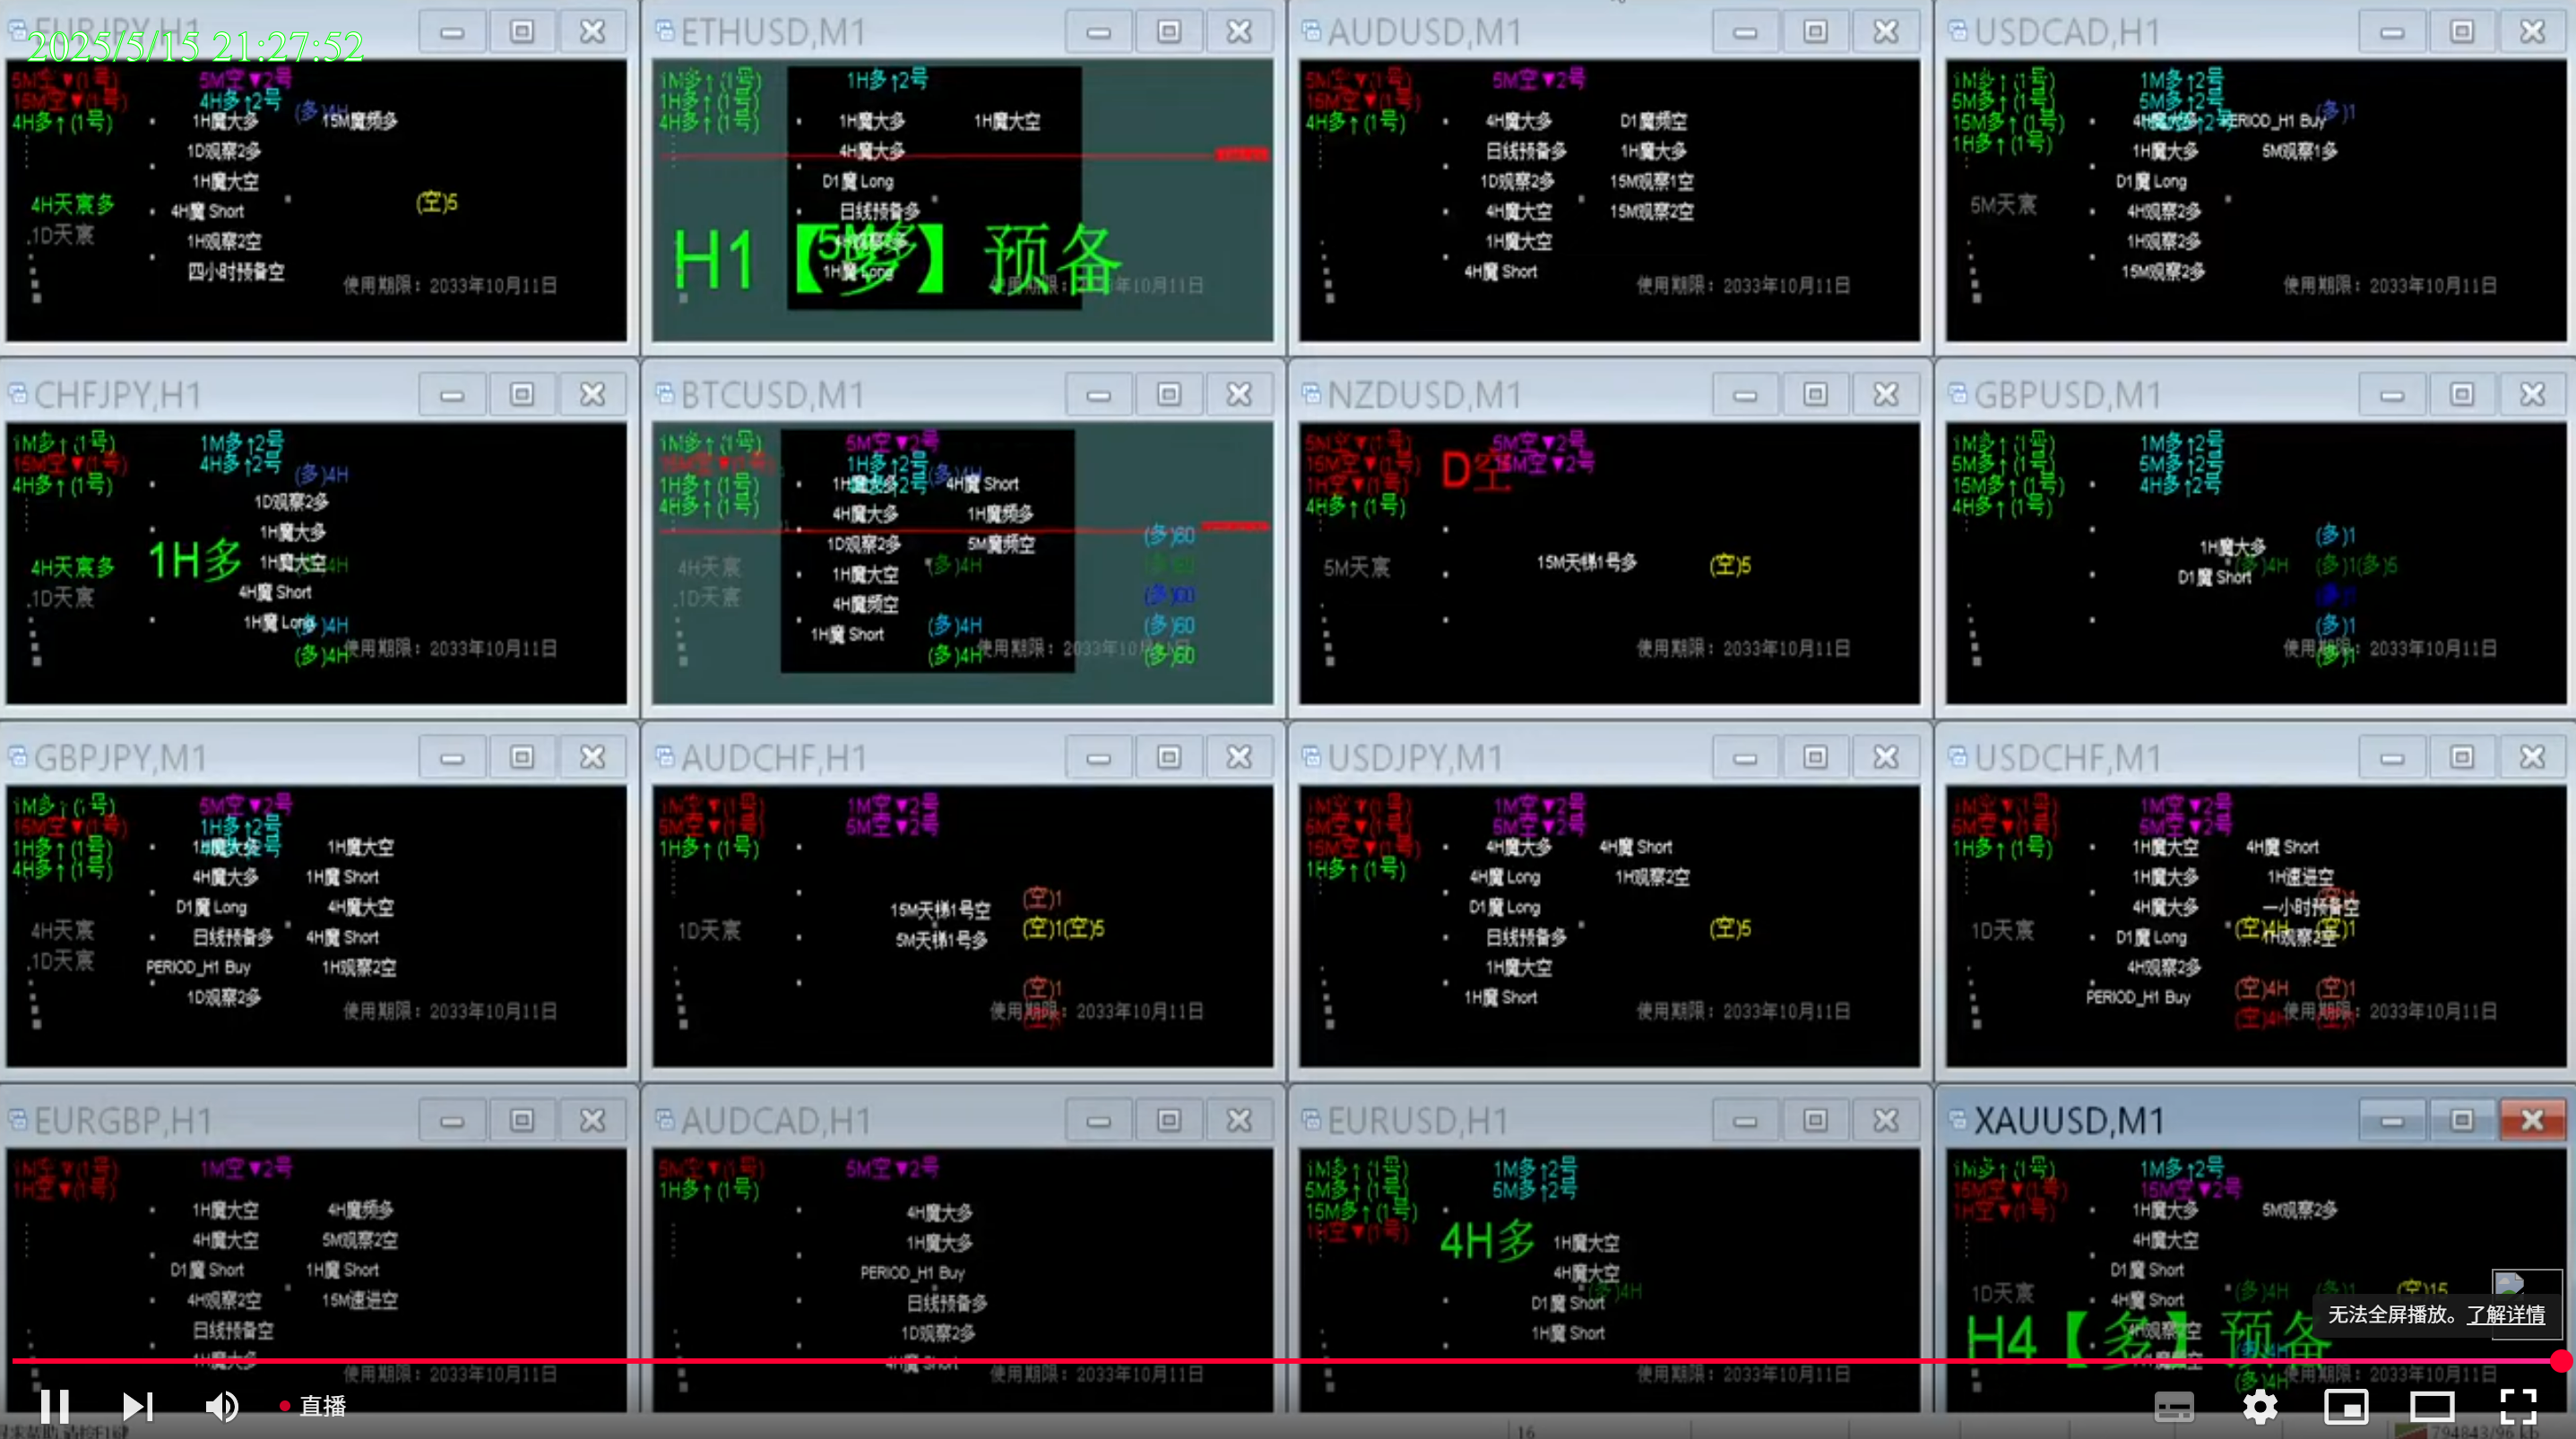 EURJPY,H1
2025/5/15 21:27:52
5M空▼(1号) 5M空▼2号
15M空▼(1号) 4H多↑2号
(多)4H
4H多↑(1号) 1H魔大多 15M魔频多
1D观察2多
1H魔大空
4H天宸多 4H魔 Short (空)5
1D天宸 1H观察2空
四小时预备空
使用期限：2033年10月11日
ETHUSD,M1
1M多↑(1号) 1H多↑2号
1H多↑(1号)
4H多↑(1号) 1H魔大多 1H魔大空
4H魔大多
D1魔 Long
日线预备多
H1【多】预备
1H魔 Long
AUDUSD,M1
5M空▼(1号) 5M空▼2号
15M空▼(1号)
4H多↑(1号) 4H魔大多 D1魔频空
日线预备多 1H魔大多
1D观察2多 15M观察1空
4H魔大空 15M观察2空
1H魔大空
4H魔 Short
使用期限：2033年10月11日
USDCAD,H1
1M多↑(1号) 1M多↑2号
5M多↑(1号) 5M多↑2号
(多)1
15M多↑(1号) 4H魔大多 PERIOD_H1 Buy
1H多↑(1号) 1H魔大多 5M观察1多
D1魔 Long
5M天宸 4H观察2多
1H观察2多
15M观察2多
使用期限：2033年10月11日
CHFJPY,H1
1M多↑(1号) 1M多↑2号
15M空▼(1号) 4H多↑2号
(多)4H
4H多↑(1号)
1D观察2多
1H魔大多
1H多 1H魔大空
4H天宸多
1D天宸 4H魔 Short
1H魔 Long (多)4H
(多)4H
使用期限：2033年10月11日
BTCUSD,M1
1M多↑(1号) 5M空▼2号
15M空▼(1号) 1H多↑2号
1H多↑(1号) 1H魔大多 4H魔 Short
4H多↑(1号) 4H魔大多 1H魔频多
(多)60
1D观察2多 5M魔频空
4H天宸 1H魔大空 (多)4H
1D天宸 4H魔频空
1H魔 Short (多)4H (多)60
(多)4H (多)60
NZDUSD,M1
5M空▼(1号) 5M空▼2号
15M空▼(1号) D空 15M空▼2号
1H空▼(1号)
4H多↑(1号)
5M天宸 15M天梯1号多 (空)5
使用期限：2033年10月11日
GBPUSD,M1
1M多↑(1号) 1M多↑2号
5M多↑(1号) 5M多↑2号
15M多↑(1号) 4H多↑2号
4H多↑(1号)
(多)1
1H魔大多
(多)4H (多)1(多)5
D1魔 Short
(多)1
(多)1
使用期限：2033年10月11日
GBPJPY,M1
1M多↑(1号) 5M空▼2号
15M空▼(1号) 1H多↑2号
1H多↑(1号) 1H魔大多 1H魔大空
4H多↑(1号) 4H魔大多 1H魔 Short
D1魔 Long 4H魔大空
4H天宸 日线预备多 4H魔 Short
1D天宸 PERIOD_H1 Buy 1H观察2空
1D观察2多
使用期限：2033年10月11日
AUDCHF,H1
1M空▼(1号) 1M空▼2号
5M空▼(1号) 5M空▼2号
1H多↑(1号)
(空)1
15M天梯1号空
1D天宸 (空)1(空)5
5M天梯1号多
(空)1
使用期限：2033年10月11日
USDJPY,M1
1M空▼(1号) 1M空▼2号
5M空▼(1号) 5M空▼2号
15M空▼(1号) 4H魔大多 4H魔 Short
1H多↑(1号)
4H魔 Long 1H观察2空
D1魔 Long
日线预备多 (空)5
1H魔大空
1H魔 Short
使用期限：2033年10月11日
USDCHF,M1
1M空▼(1号) 1M空▼2号
5M空▼(1号) 5M空▼2号
1H多↑(1号) 1H魔大空 4H魔 Short
1H魔大多 1H速进空
4H魔大多 一小时预备空
1D天宸 D1魔 Long (空)4H 1H观察2空 (空)1
4H观察2多
PERIOD_H1 Buy (空)4H (空)1
(空)4H
使用期限：2033年10月11日
EURGBP,H1
1M空▼(1号) 1M空▼2号
1H空▼(1号)
1H魔大空 4H魔频多
4H魔大空 5M观察2空
D1魔 Short 1H魔 Short
4H观察2空 15M速进空
日线预备空
1H魔大多
使用期限：2033年10月11日
AUDCAD,H1
5M空▼(1号) 5M空▼2号
1H多↑(1号)
4H魔大多
1H魔大多
PERIOD_H1 Buy
日线预备多
1D观察2多
4H魔 Short
使用期限：2033年10月11日
EURUSD,H1
1M多↑(1号) 1M多↑2号
5M多↑(1号) 5M多↑2号
15M多↑(1号)
1H空▼(1号) 4H多 1H魔大空
4H魔大空
(多)4H
D1魔 Short
1H魔 Short
使用期限：2033年10月11日
XAUUSD,M1
1M多↑(1号) 1M多↑2号
15M空▼(1号) 15M空▼2号
1H空▼(1号) 1H魔大多 5M观察2多
4H魔大空
D1魔 Short
1D天宸 4H魔 Short (多)4H (多)1 (空)15
无法全屏播放。了解详情
H4【多】预备
(多)4H
使用期限：2033年10月11日
直播
16
794843/96 kb